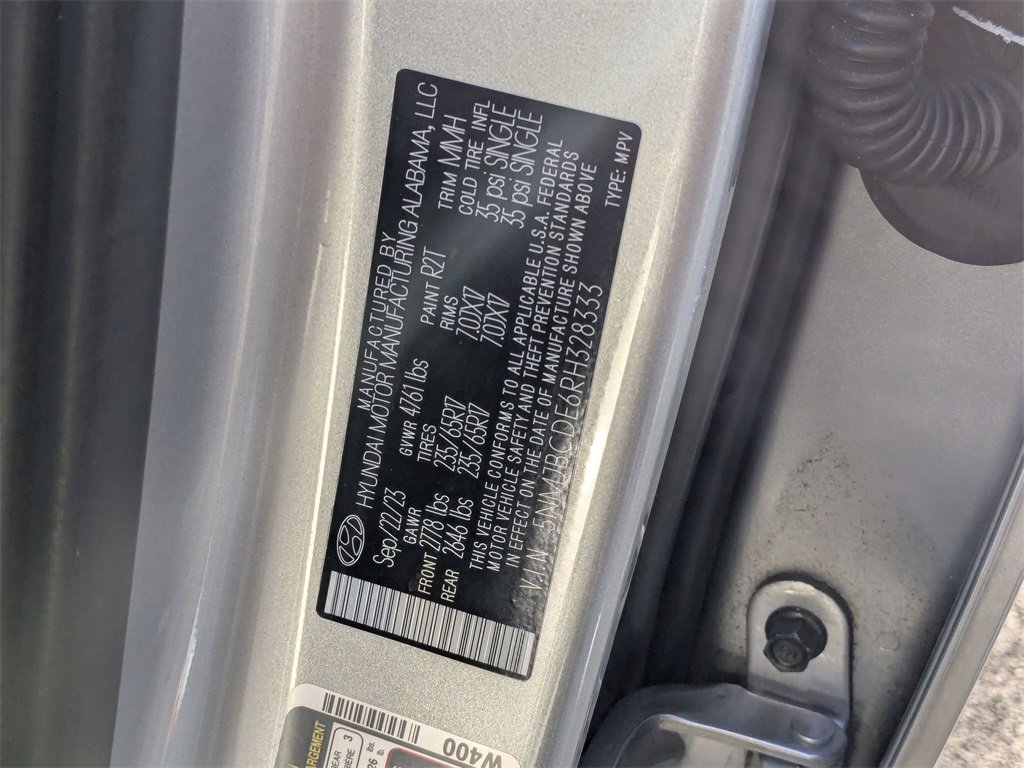 MANUFACTURED BY
HYUNDAI MOTOR MANUFACTURING ALABAMA, LLC
Sep/22/23 GVWR 4761 lbs PAINT R2T TRIM MMH
GAWR TIRES RIMS COLD TIRE INFL
FRONT 2778 lbs 235/65R17 7.0JX17 35 psi SINGLE
REAR 2646 lbs 235/65R17 7.0JX17 35 psi SINGLE
THIS VEHICLE CONFORMS TO ALL APPLICABLE U.S.A. FEDERAL
MOTOR VEHICLE SAFETY AND THEFT PREVENTION STANDARDS
IN EFFECT ON THE DATE OF MANUFACTURE SHOWN ABOVE
VIN 5NMJBCDE6RH328333 TYPE: MPV
W400
3
26